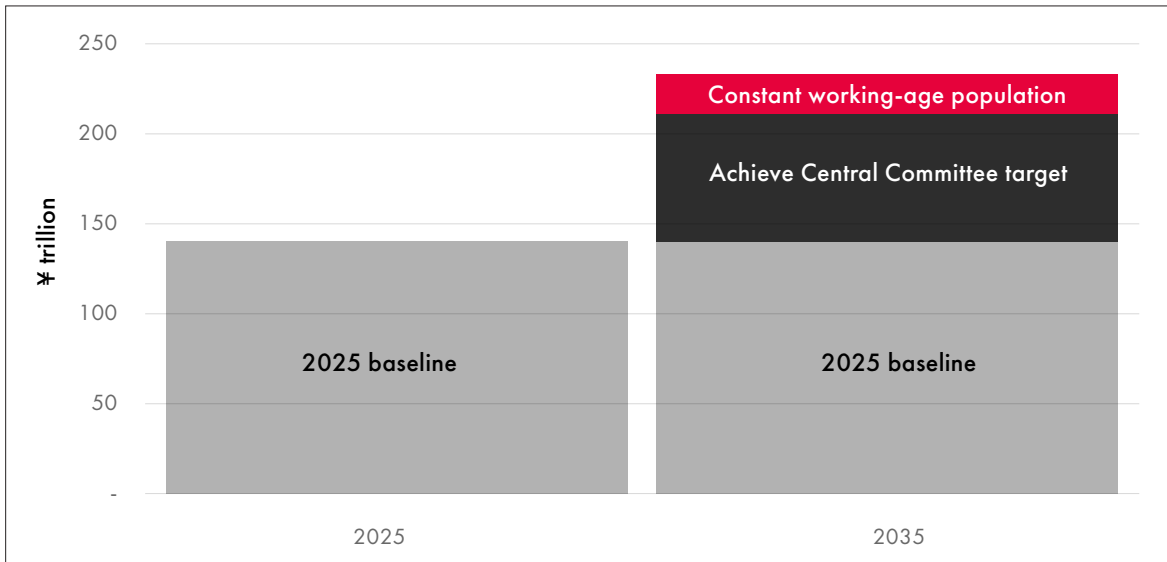 250
200
150
100
50
-
¥ trillion
Constant working-age population
Achieve Central Committee target
2025 baseline
2025 baseline
2025
2035